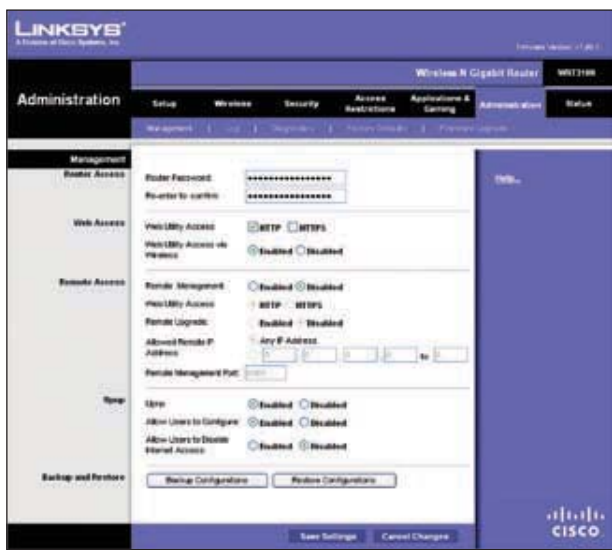 LINKSYS®
A Division of Cisco Systems, Inc.
Wireless-N Gigabit Router
WRT310N
Administration
Setup
Wireless
Security
Access Restrictions
Applications & Gaming
Administration
Status
Management | Log | Diagnostics | Factory Defaults | Firmware Upgrade
Management
Router Access
Router Password:
Re-enter to confirm:
Help...
Web Access
Web Utility Access: HTTP HTTPS
Web Utility Access via Wireless: Enabled Disabled
Remote Access
Remote Management: Enabled Disabled
Web Utility Access: HTTP HTTPS
Remote Upgrade: Enabled Disabled
Allowed Remote IP Address: Any IP Address
to
Remote Management Port:
Upnp
Upnp: Enabled Disabled
Allow Users to Configure: Enabled Disabled
Allow Users to Disable Internet Access: Enabled Disabled
Backup and Restore
Backup Configurations
Restore Configurations
Save Settings
Cancel Changes
CISCO